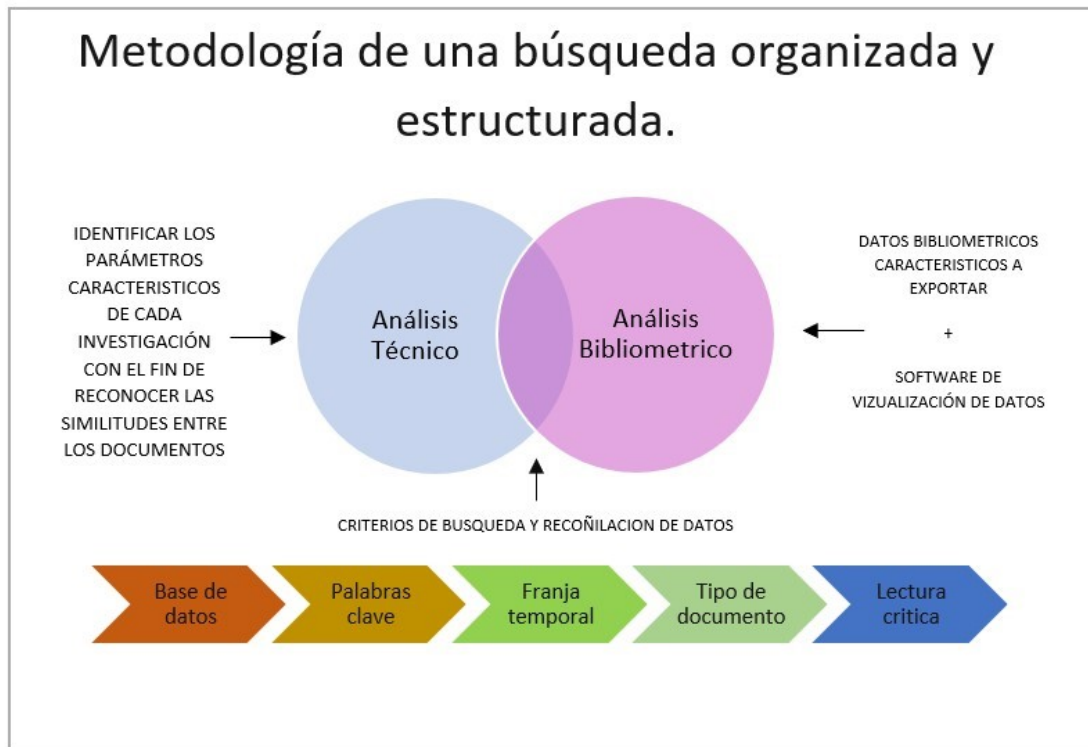 Metodología de una búsqueda organizada y
estructurada.
IDENTIFICAR LOS
PARÁMETROS
CARACTERISTICOS
DE CADA
INVESTIGACIÓN
CON EL FIN DE
RECONOCER LAS
SIMILITUDES ENTRE
LOS DOCUMENTOS
Análisis
Técnico
Análisis
Bibliometrico
DATOS BIBLIOMETRICOS
CARACTERISTICOS A
EXPORTAR
+
SOFTWARE DE
VIZUALIZACIÓN DE DATOS
CRITERIOS DE BUSQUEDA Y RECOÑILACION DE DATOS
Base de
datos
Palabras
clave
Franja
temporal
Tipo de
documento
Lectura
critica